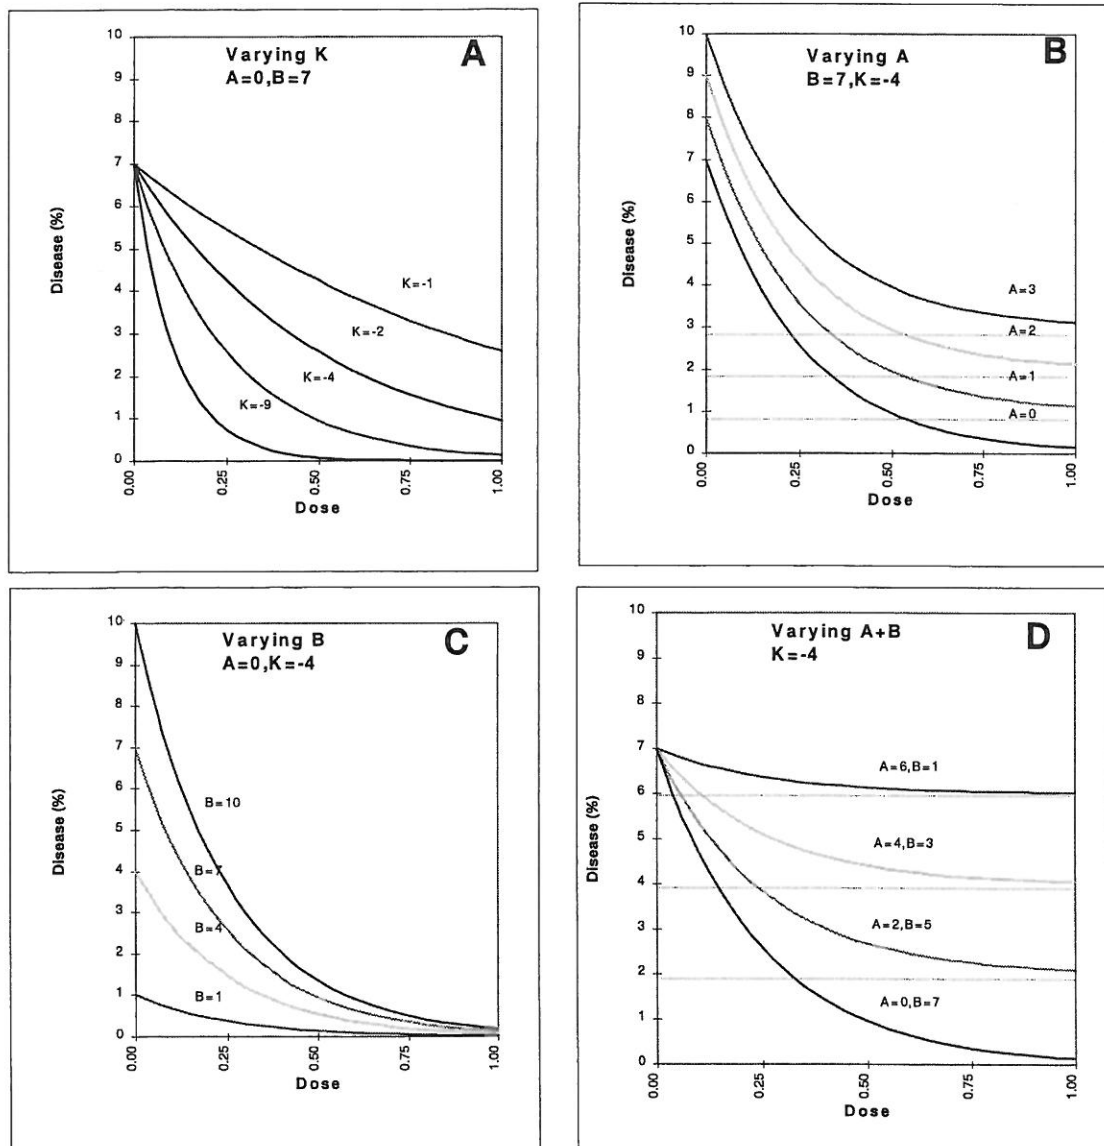 Varying K
A=0,B=7
A
10
9
8
7
6
5
4
3
2
1
0
Disease (%)
K=-1
K=-2
K=-4
K=-9
0.00
0.25
0.50
0.75
1.00
Dose
Varying A
B=7,K=-4
B
10
9
8
7
6
5
4
3
2
1
0
Disease (%)
A=3
A=2
A=1
A=0
0.00
0.25
0.50
0.75
1.00
Dose
Varying B
A=0,K=-4
C
10
9
8
7
6
5
4
3
2
1
0
Disease (%)
B=10
B=7
B=4
B=1
0.00
0.25
0.50
0.75
1.00
Dose
Varying A+B
K=-4
D
10
9
8
7
6
5
4
3
2
1
0
Disease (%)
A=6,B=1
A=4,B=3
A=2,B=5
A=0,B=7
0.00
0.25
0.50
0.75
1.00
Dose